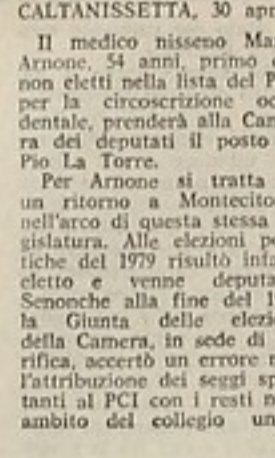 CALTANISSETTA, 30 apr
Il medico nisseno Ma
Arnone, 54 anni, primo
non eletti nella lista del P
per la circoscrizione oc
dentale, prenderà alla Can
ra dei deputati il posto
Pio La Torre.
Per Arnone si tratta
un ritorno a Montecito
nell'arco di questa stessa
gislatura. Alle elezioni po
tiche del 1979 risultò infa
eletto e venne deputa
Senonche alla fine del 1
la Giunta delle elezi
della Camera, in sede di
rifica, accertò un errore n
l'attribuzione dei seggi sp
tanti al PCI con i resti n
ambito del collegio un